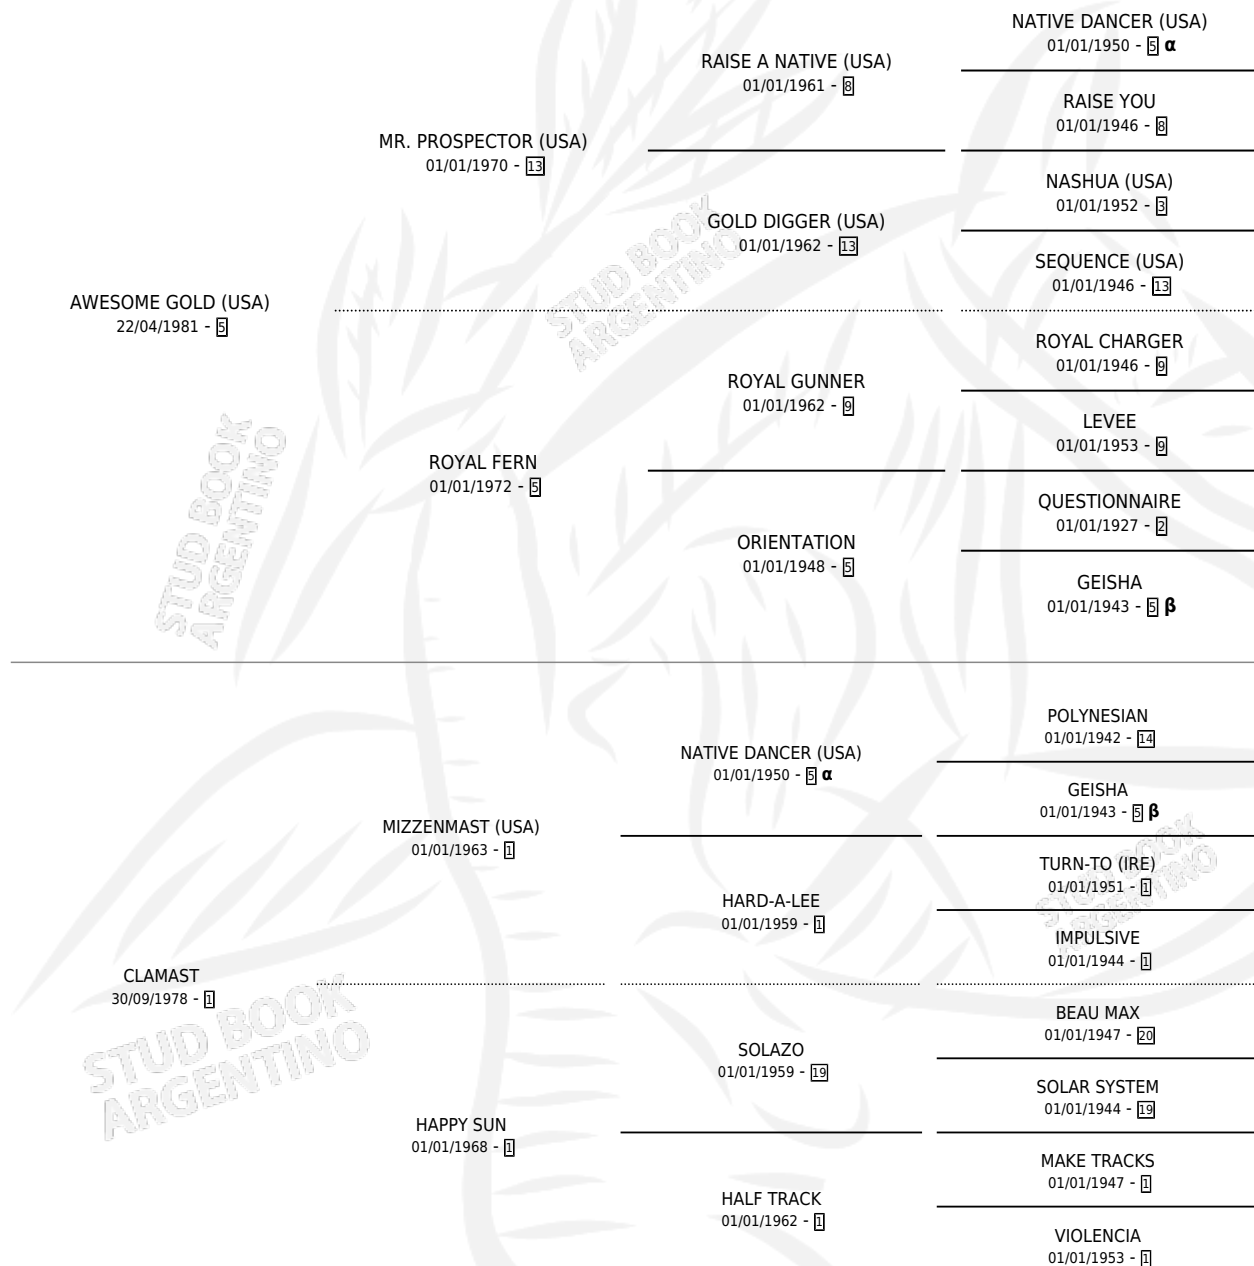 NATIVE DANCER (USA)
01/01/1950 - 5 α
RAISE A NATIVE (USA)
01/01/1961 - 8
RAISE YOU
01/01/1946 - 8
MR. PROSPECTOR (USA)
01/01/1970 - 13
NASHUA (USA)
01/01/1952 - 3
GOLD DIGGER (USA)
01/01/1962 - 13
SEQUENCE (USA)
01/01/1946 - 13
AWESOME GOLD (USA)
22/04/1981 - 5
ROYAL CHARGER
01/01/1946 - 9
ROYAL GUNNER
01/01/1962 - 9
LEVEE
01/01/1953 - 9
ROYAL FERN
01/01/1972 - 5
QUESTIONNAIRE
01/01/1927 - 2
ORIENTATION
01/01/1948 - 5
GEISHA
01/01/1943 - 5 β
POLYNESIAN
01/01/1942 - 14
NATIVE DANCER (USA)
01/01/1950 - 5 α
GEISHA
01/01/1943 - 5 β
MIZZENMAST (USA)
01/01/1963 - 1
TURN-TO (IRE)
01/01/1951 - 1
HARD-A-LEE
01/01/1959 - 1
IMPULSIVE
01/01/1944 - 1
CLAMAST
30/09/1978 - 1
BEAU MAX
01/01/1947 - 20
SOLAZO
01/01/1959 - 19
SOLAR SYSTEM
01/01/1944 - 19
HAPPY SUN
01/01/1968 - 1
MAKE TRACKS
01/01/1947 - 1
HALF TRACK
01/01/1962 - 1
VIOLENCIA
01/01/1953 - 1
STUD BOOK
ARGENTINO
STUD BOOK
ARGENTINO
STUD BOOK
ARGENTINO
STUD BOOK
ARGENTINO